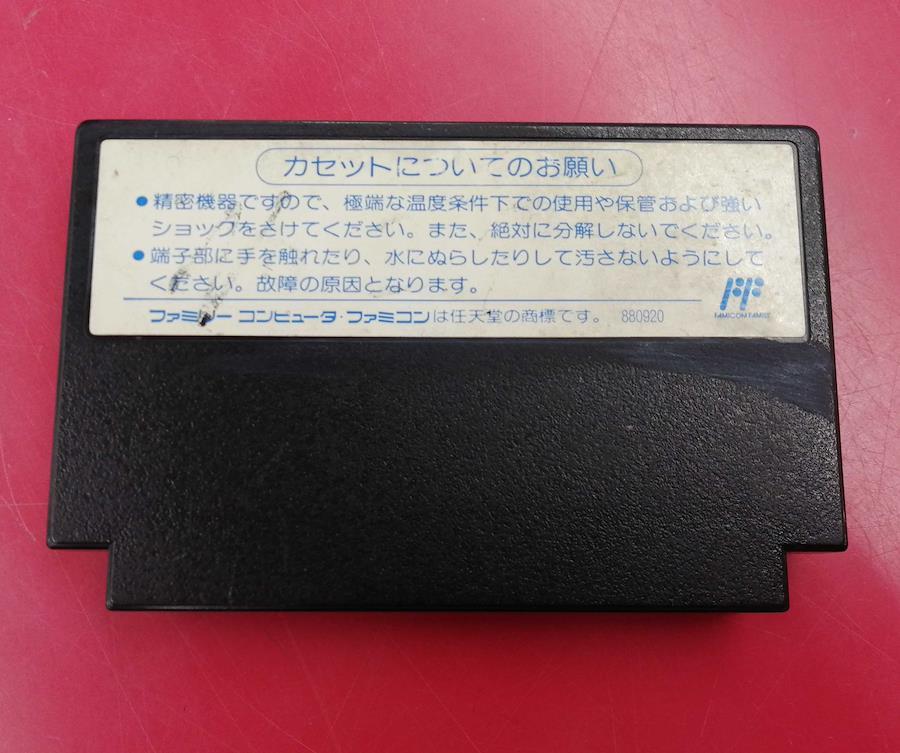 カセットについてのお願い
●精密機器ですので、極端な温度条件下での使用や保管および強い
ショックをさけてください。また、絶対に分解しないでください。
●端子部に手を触れたり、水にぬらしたりして汚さないようにして
ください。故障の原因となります。
ファミリーコンピュータ・ファミコンは任天堂の商標です。 880920
FAMICOM FAMILY